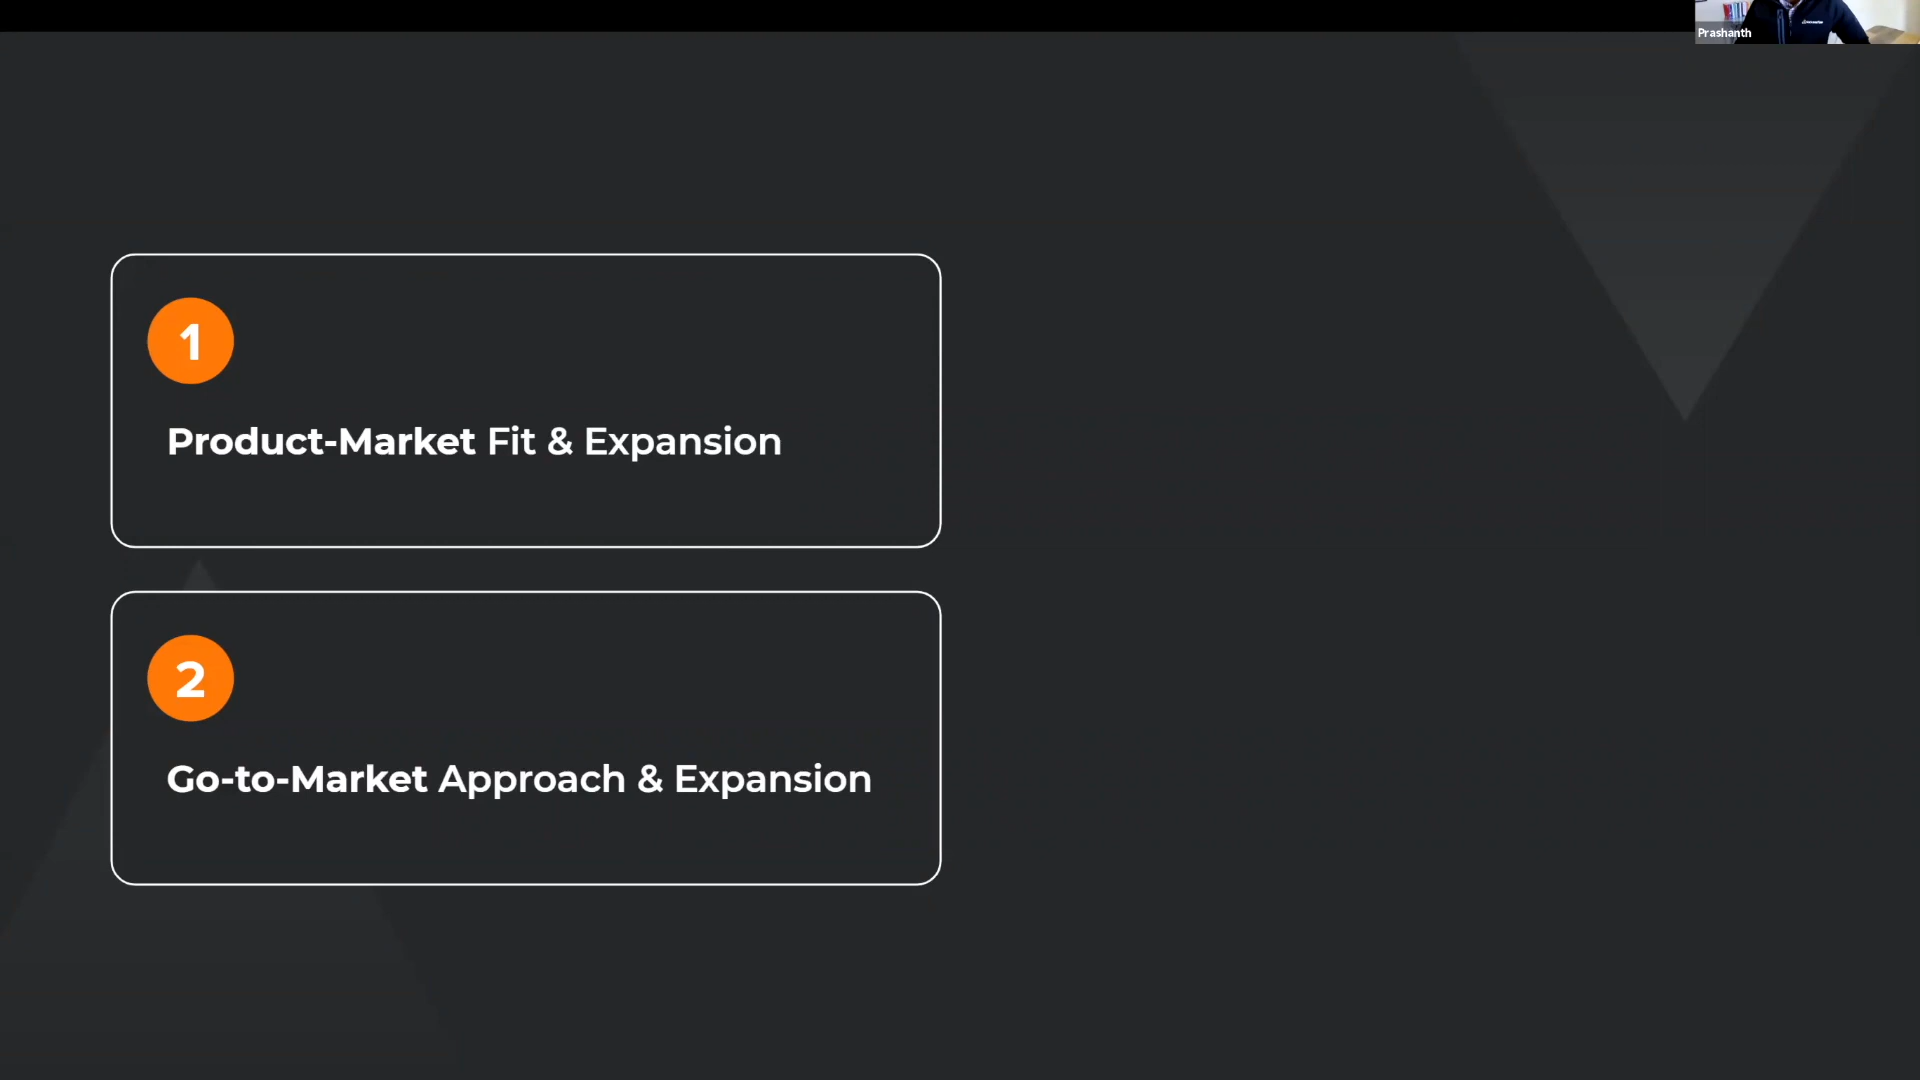 Prashanth
1
Product-Market Fit & Expansion
2
Go-to-Market Approach & Expansion